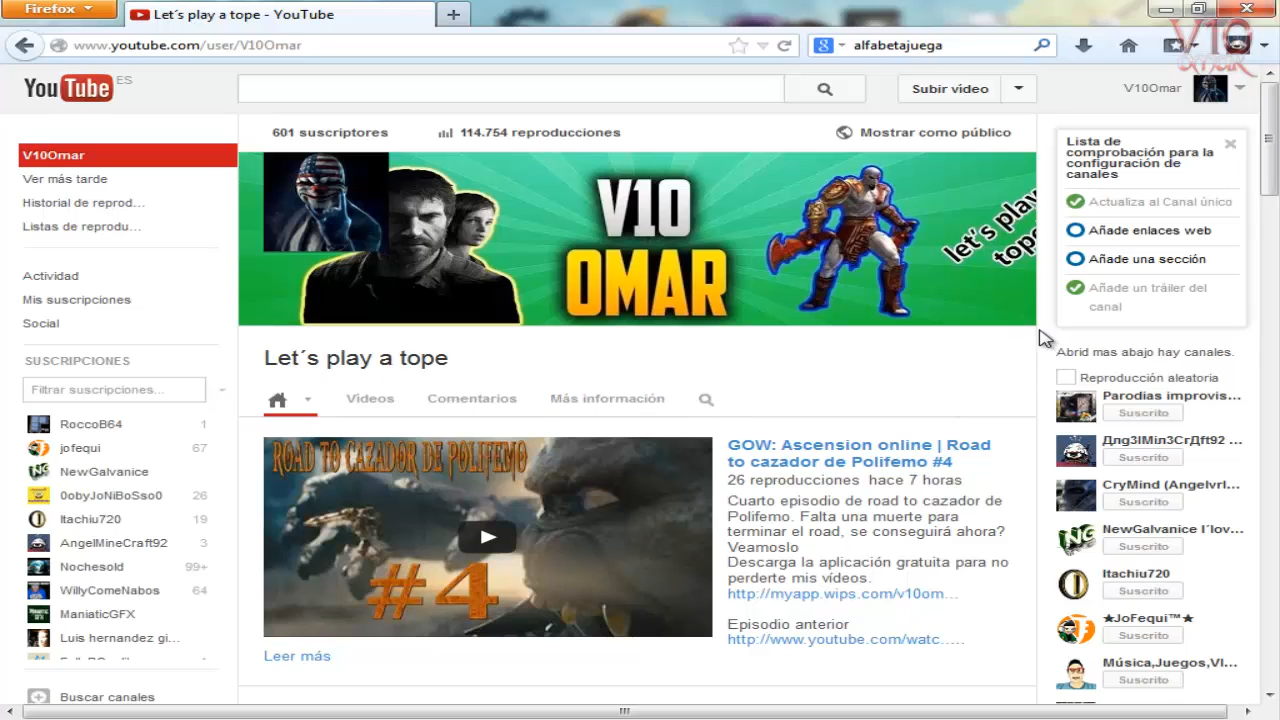 Firefox
Let´s play a tope - YouTube
www.youtube.com/user/V10Omar
alfabetajuega
V10
OMAR
YouTube ES
Subir vídeo
V10Omar
V10Omar
Ver más tarde
Historial de reprod...
Listas de reprodu...
Actividad
Mis suscripciones
Social
SUSCRIPCIONES
Filtrar suscripciones...
RoccoB64 1
jofequi 67
NewGalvanice
0obyJoNiBoSso0 26
Itachiu720 19
AngelMineCraft92 3
Nochesold 99+
WillyComeNabos 64
ManiaticGFX
Luis hernandez gi...
Buscar canales
601 suscriptores
114.754 reproducciones
Mostrar como público
V10
OMAR
let's play
tope
Let´s play a tope
Vídeos
Comentarios
Más información
ROAD TO CAZADOR DE POLIFEMO
#4
GOW: Ascension online | Road
to cazador de Polifemo #4
26 reproducciones hace 7 horas
Cuarto episodio de road to cazador de
Polifemo. Falta una muerte para
terminar el road, se conseguirá ahora?
Veamoslo
Descarga la aplicación gratuita para no
perderte mis vídeos.
http://myapp.wips.com/v10om...
Episodio anterior
http://www.youtube.com/watc.....
Leer más
Lista de
comprobación para la
configuración de
canales
Actualiza al Canal único
Añade enlaces web
Añade una sección
Añade un tráiler del
canal
Abrid mas abajo hay canales.
Reproducción aleatoria
Parodias improvis...
Suscrito
Дng3lMin3CrДft92 ...
Suscrito
CryMind (Angelvrl...
Suscrito
NewGalvanice l´lov...
Suscrito
Itachiu720
Suscrito
★JoFequi™★
Suscrito
Música,Juegos,VI...
Suscrito